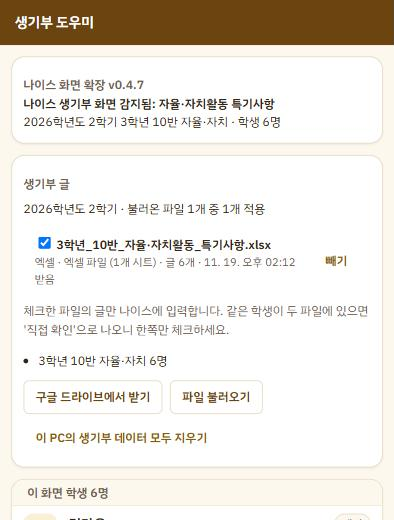 생기부 도우미
나이스 화면 확장 v0.4.7
나이스 생기부 화면 감지됨: 자율·자치활동 특기사항
2026학년도 2학기 3학년 10반 자율·자치 · 학생 6명
생기부 글
2026학년도 2학기 · 불러온 파일 1개 중 1개 적용
3학년_10반_자율·자치활동_특기사항.xlsx
엑셀 · 엑셀 파일 (1개 시트) · 글 6개 · 11. 19. 오후 02:12
받음
빼기
체크한 파일의 글만 나이스에 입력합니다. 같은 학생이 두 파일에 있으면
'직접 확인'으로 나오니 한쪽만 체크하세요.
• 3학년 10반 자율·자치 6명
구글 드라이브에서 받기
파일 불러오기
이 PC의 생기부 데이터 모두 지우기
이 화면 학생 6명